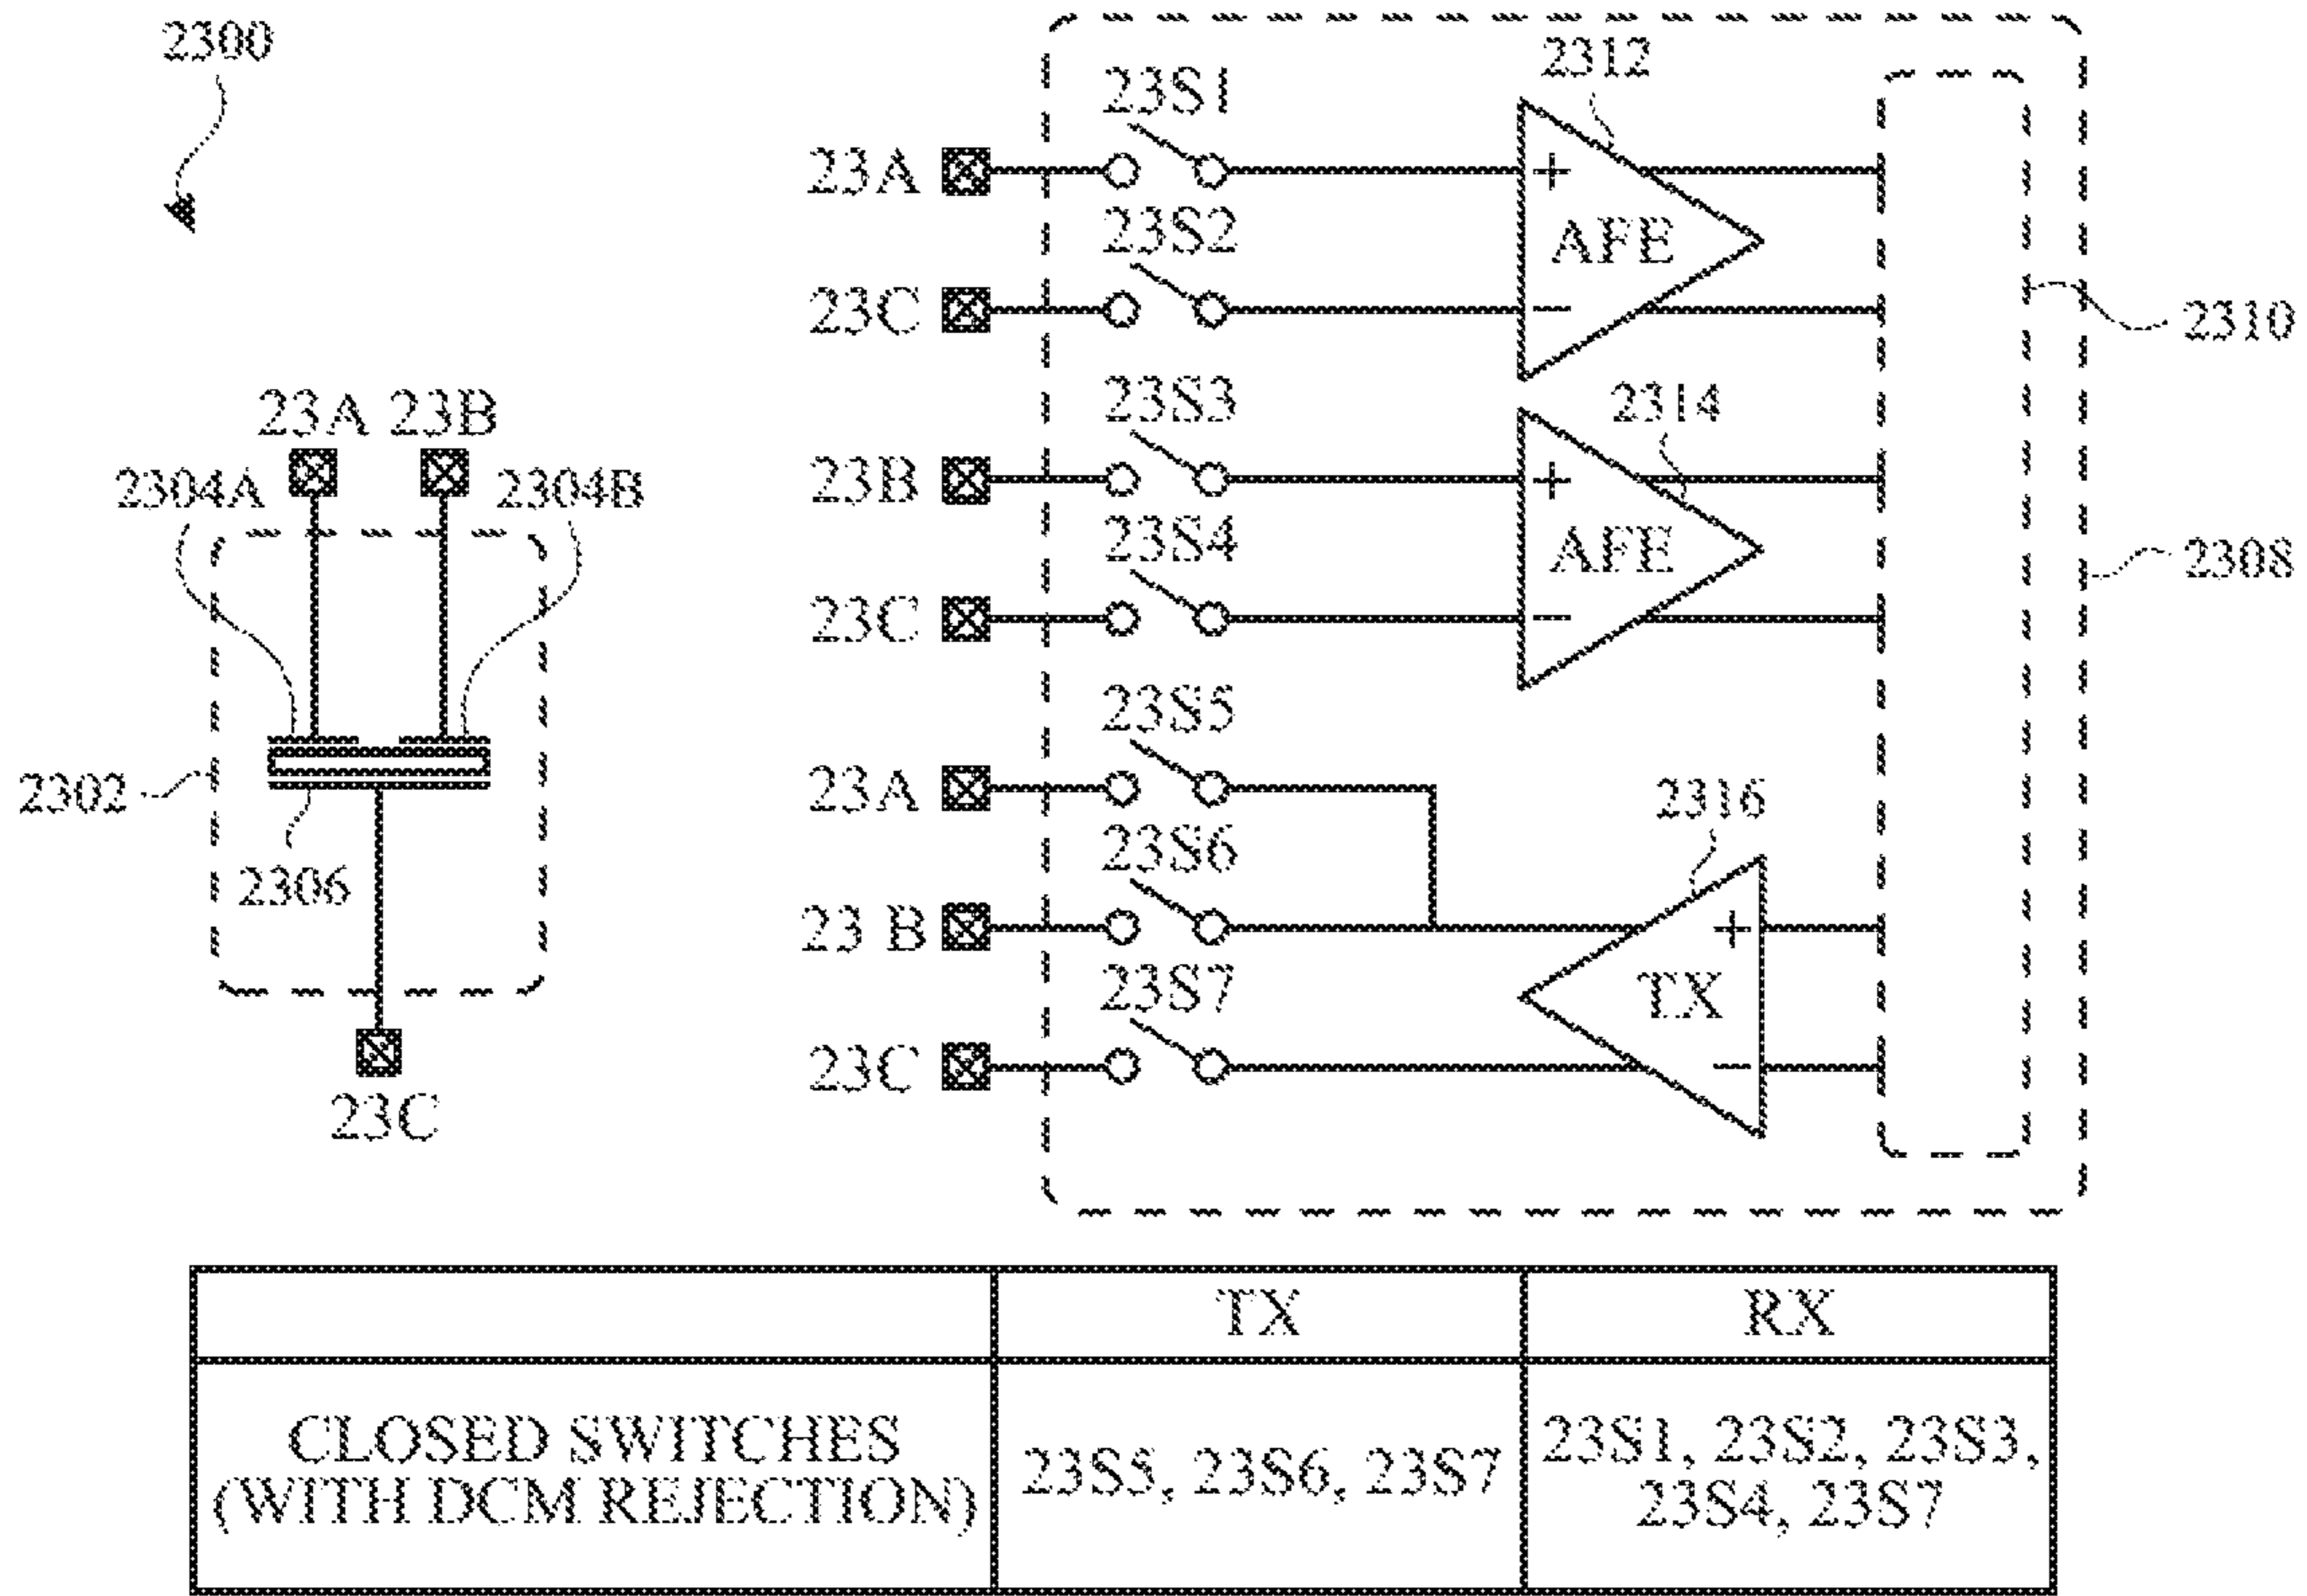 2300
23S1
2312
23A
+
AFE
23S2
23C
−
2310
23S3
2314
23A 23B
2304A
2304B
23B
+
AFE
23S4
2308
23C
−
23S5
2302
23A
2316
2306
23S6
23 B
+
TX
23S7
23C
−
23C
TX
RX
CLOSED SWITCHES
(WITH DCM REJECTION)
23S5, 23S6, 23S7
23S1, 23S2, 23S3,
23S4, 23S7